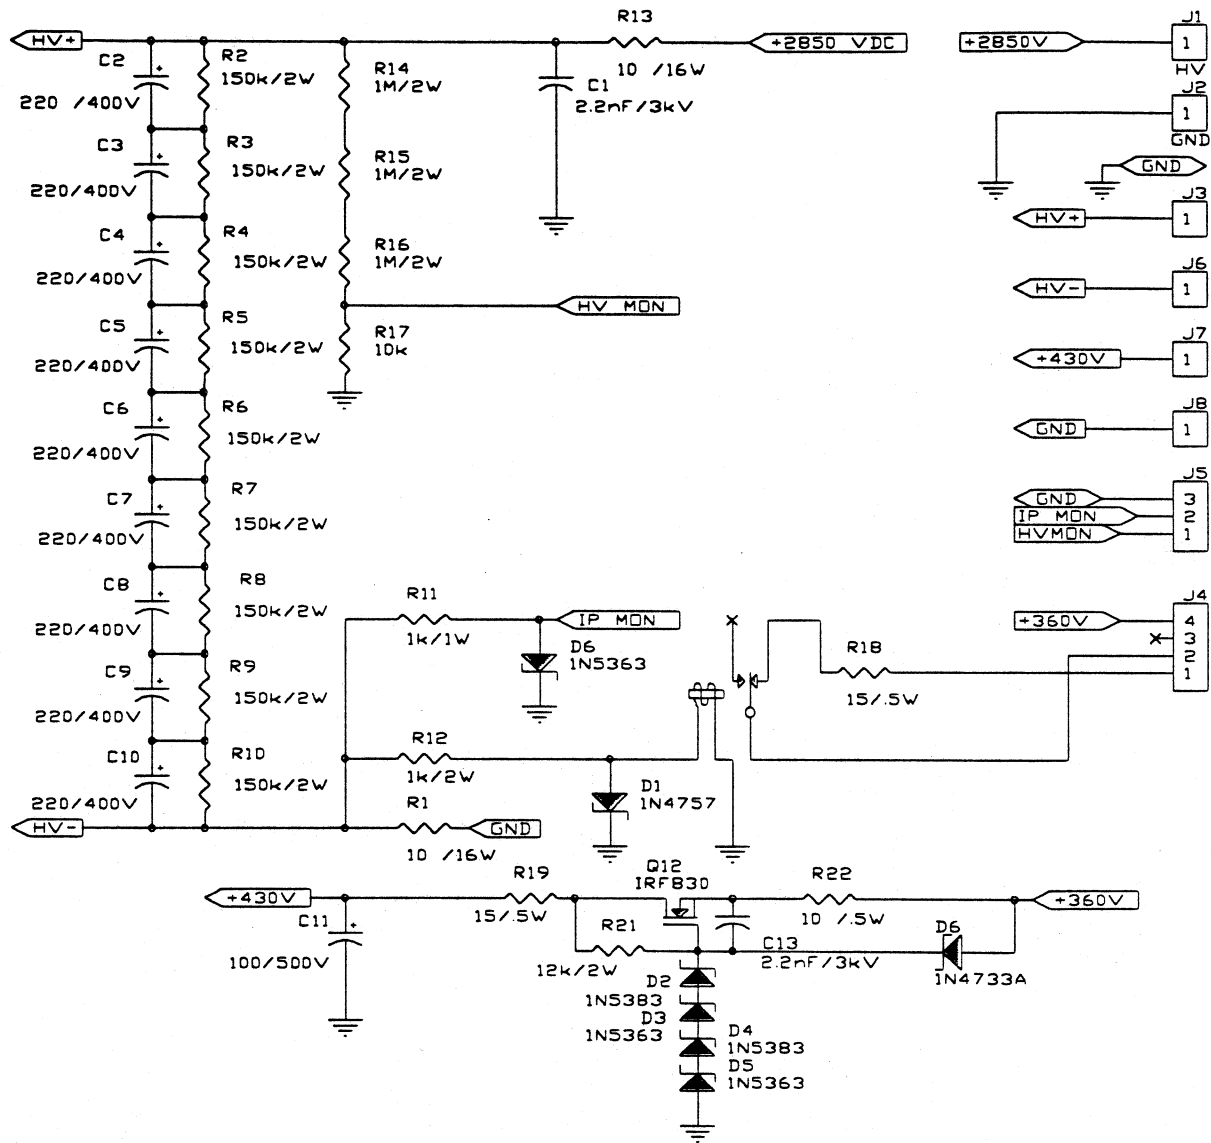 HV+
R13
+2850 VDC
10 /16W
+2850V
J1
1
HV
C2
220 /400V
R2
150k/2W
R14
1M/2W
C1
2.2nF/3kV
J2
1
GND
GND
C3
220/400V
R3
150k/2W
R15
1M/2W
J3
HV+
1
C4
220/400V
R4
150k/2W
R16
1M/2W
J6
HV-
1
HV MON
C5
220/400V
R5
150k/2W
R17
10k
J7
+430V
1
C6
220/400V
R6
150k/2W
J8
GND
1
C7
220/400V
R7
150k/2W
J5
GND
3
IP MON
2
HVMON
1
C8
220/400V
R8
150k/2W
R11
1k/1W
IP MON
D6
1N5363
J4
+360V
4
3
2
1
R18
15/.5W
C9
220/400V
R9
150k/2W
C10
220/400V
R10
150k/2W
R12
1k/2W
D1
1N4757
HV-
R1
GND
10 /16W
+430V
C11
100/500V
R19
15/.5W
Q12
IRF830
R22
10 /.5W
+360V
R21
12k/2W
C13
2.2nF/3kV
D6
1N4733A
D2
1N5383
D3
1N5363
D4
1N5383
D5
1N5363